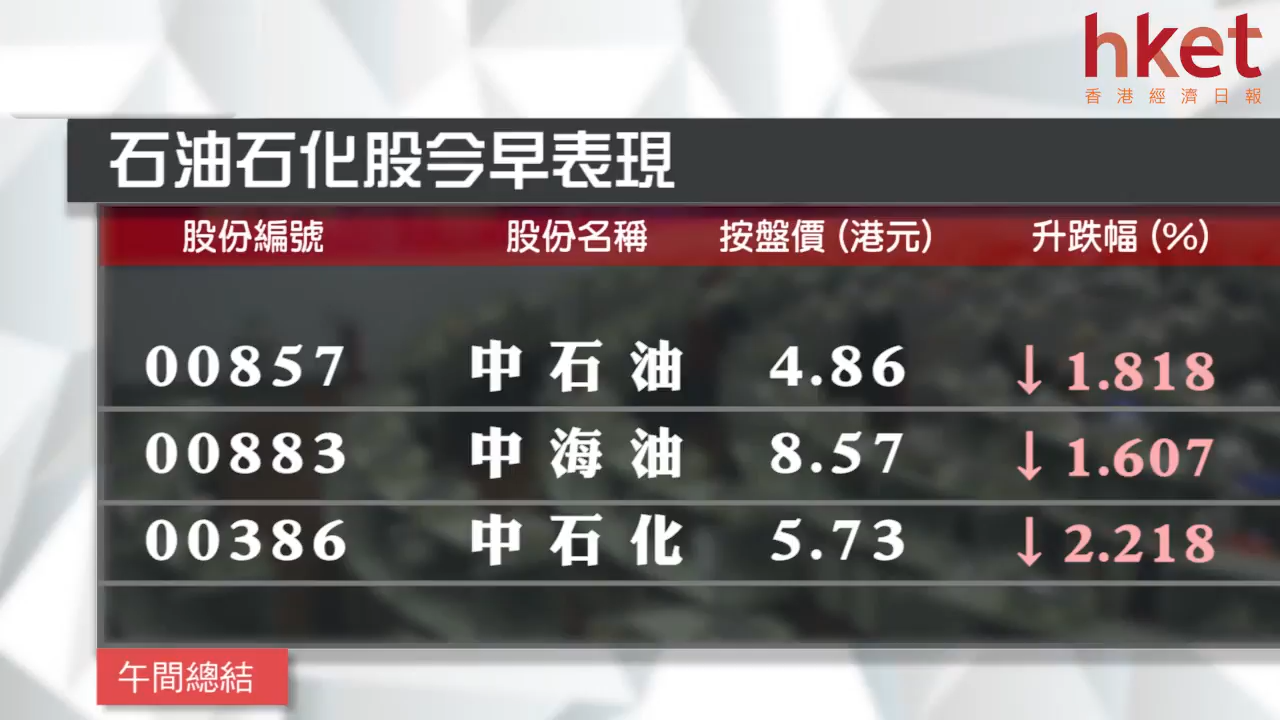 hket
香港經濟日報
石油石化股今早表現
股份編號 股份名稱 按盤價(港元) 升跌幅(%)
00857 中石油 4.86 ↓1.818
00883 中海油 8.57 ↓1.607
00386 中石化 5.73 ↓2.218
午間總結